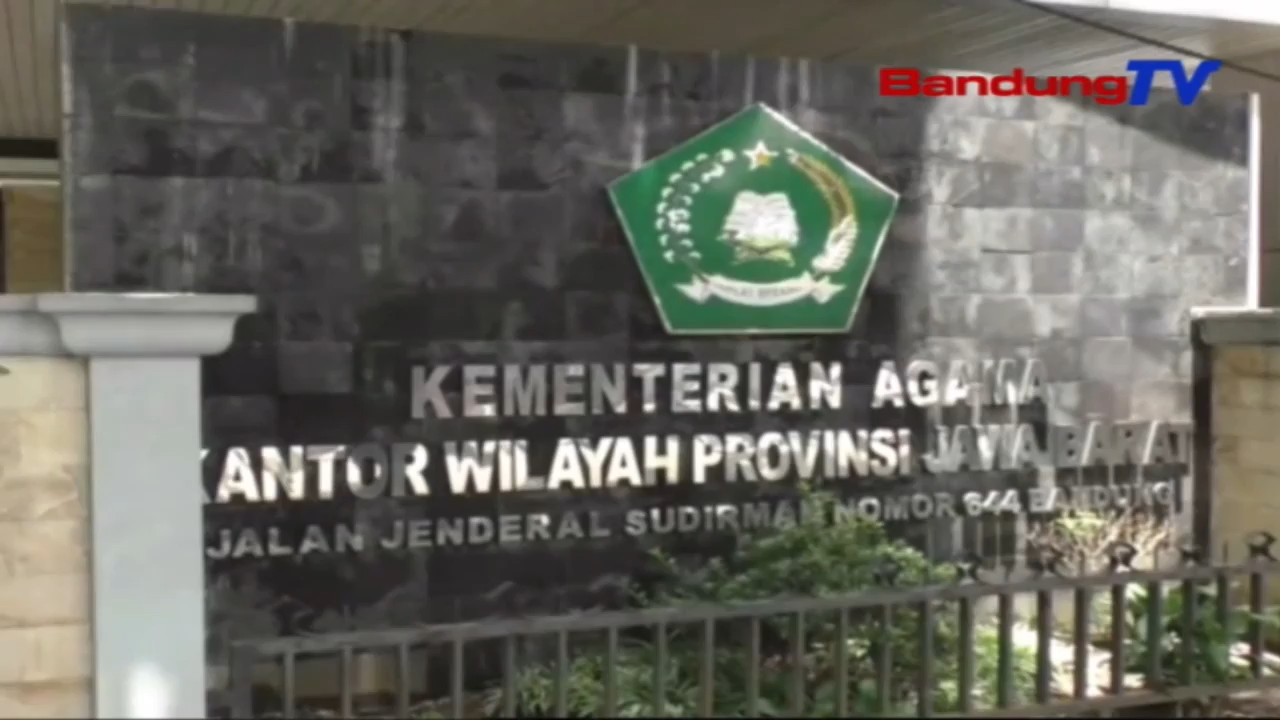 BandungTV
KEMENTERIAN AGAMA
KANTOR WILAYAH PROVINSI JAWA BARAT
JALAN JENDERAL SUDIRMAN NOMOR 644 BANDUNG